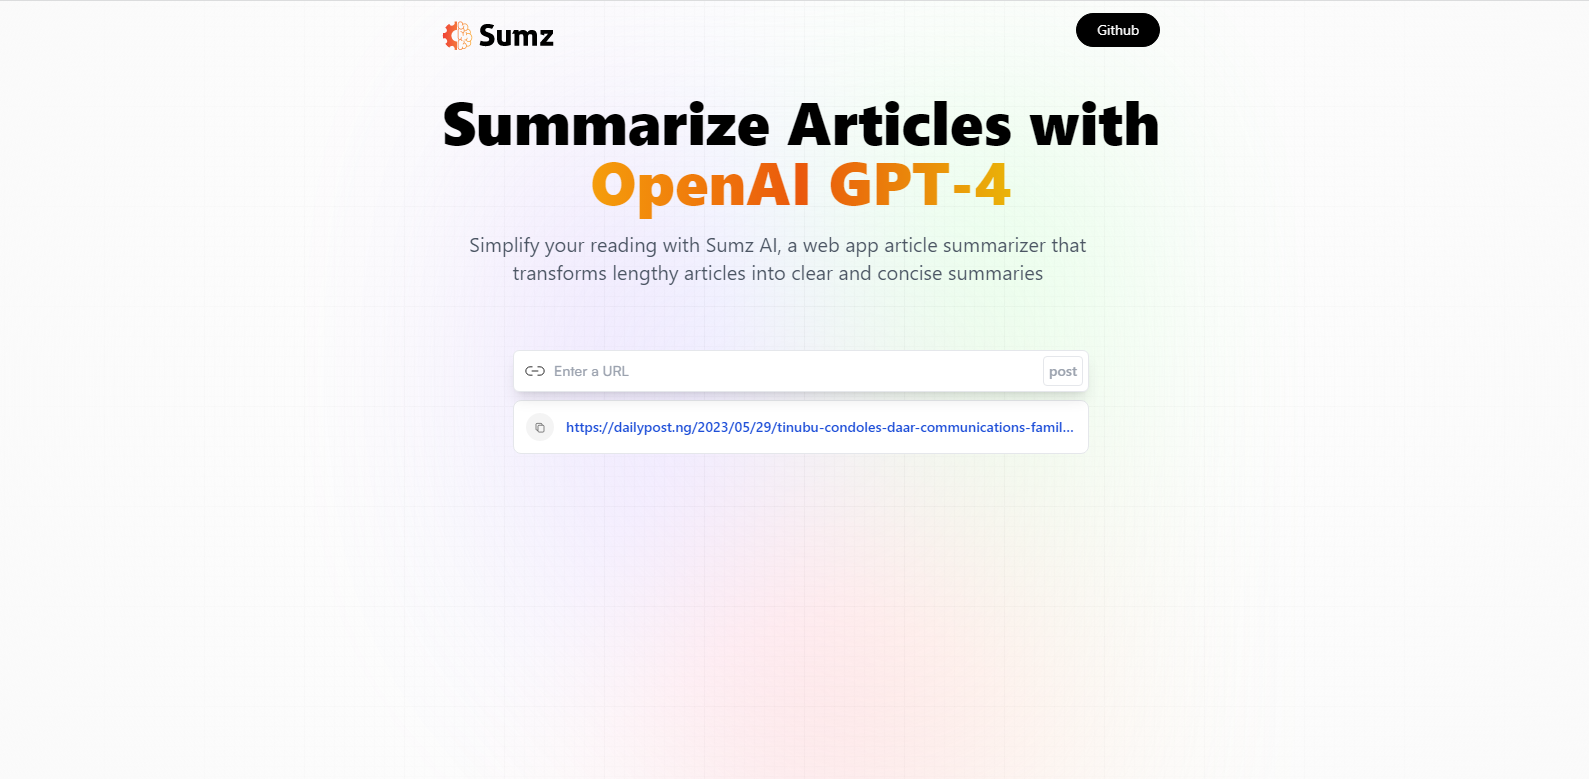 Sumz
Github
Summarize Articles with
OpenAI GPT-4
Simplify your reading with Sumz AI, a web app article summarizer that
transforms lengthy articles into clear and concise summaries
Enter a URL
post
https://dailypost.ng/2023/05/29/tinubu-condoles-daar-communications-famil...